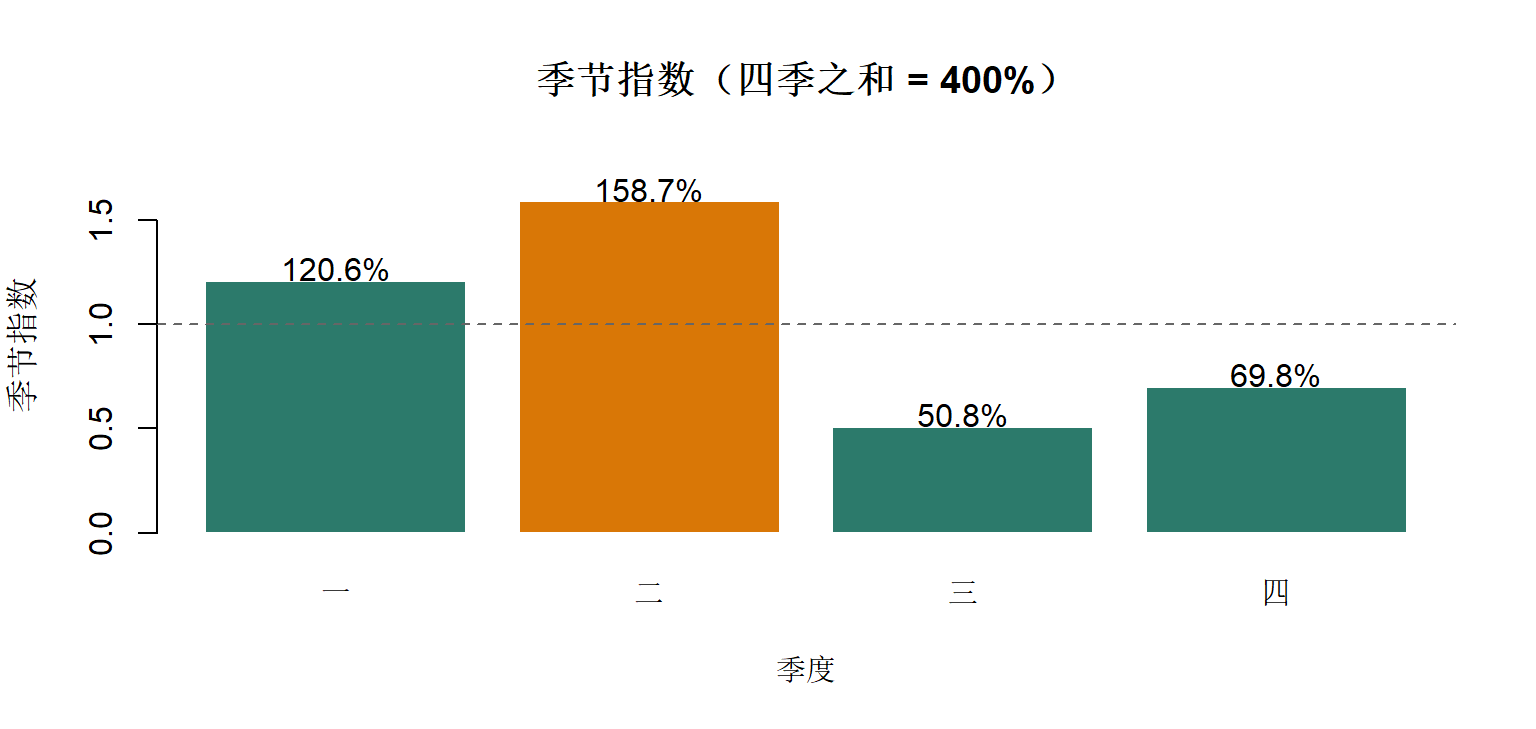 季节指数（四季之和 = 400%）
季节指数
1.5
1.0
0.5
0.0
120.6%
158.7%
50.8%
69.8%
一
二
三
四
季度